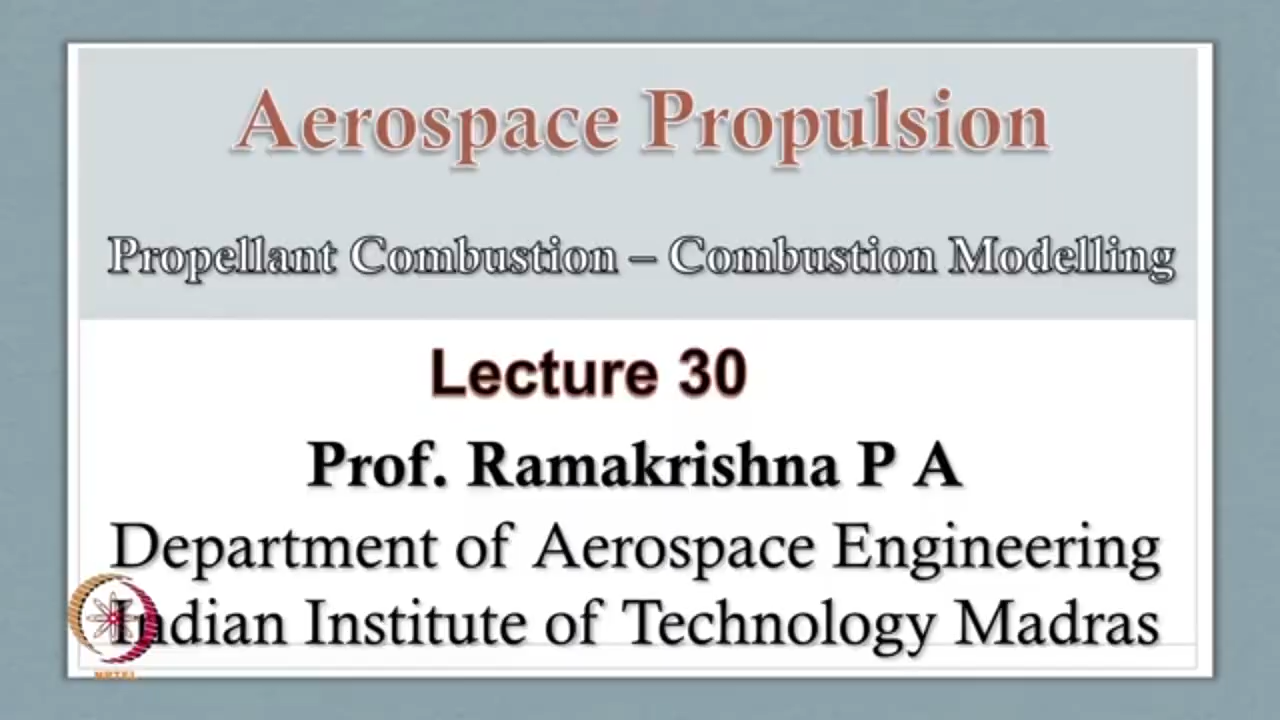 Aerospace Propulsion
Propellant Combustion – Combustion Modelling
Lecture 30
Prof. Ramakrishna P A
Department of Aerospace Engineering
Indian Institute of Technology Madras
NPTEL